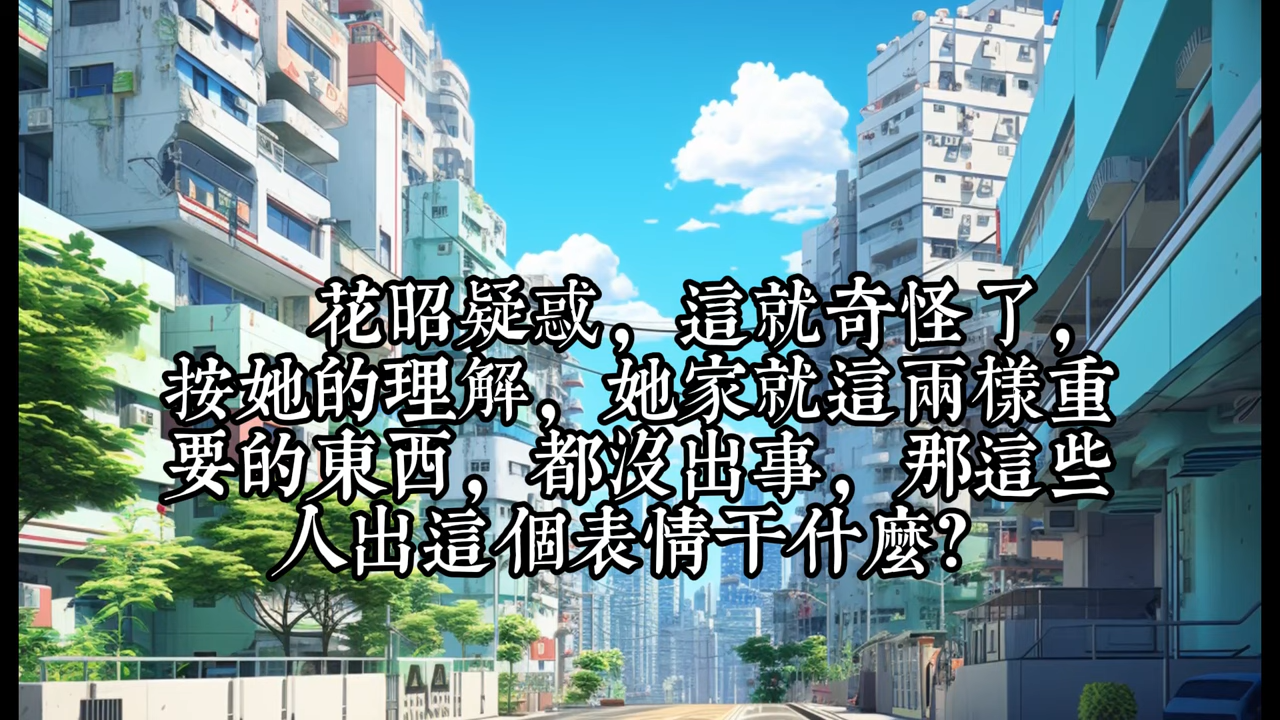 花昭疑惑，這就奇怪了，
按她的理解，她家就這兩樣重
要的東西，都沒出事，那這些
人出這個表情干什麼？